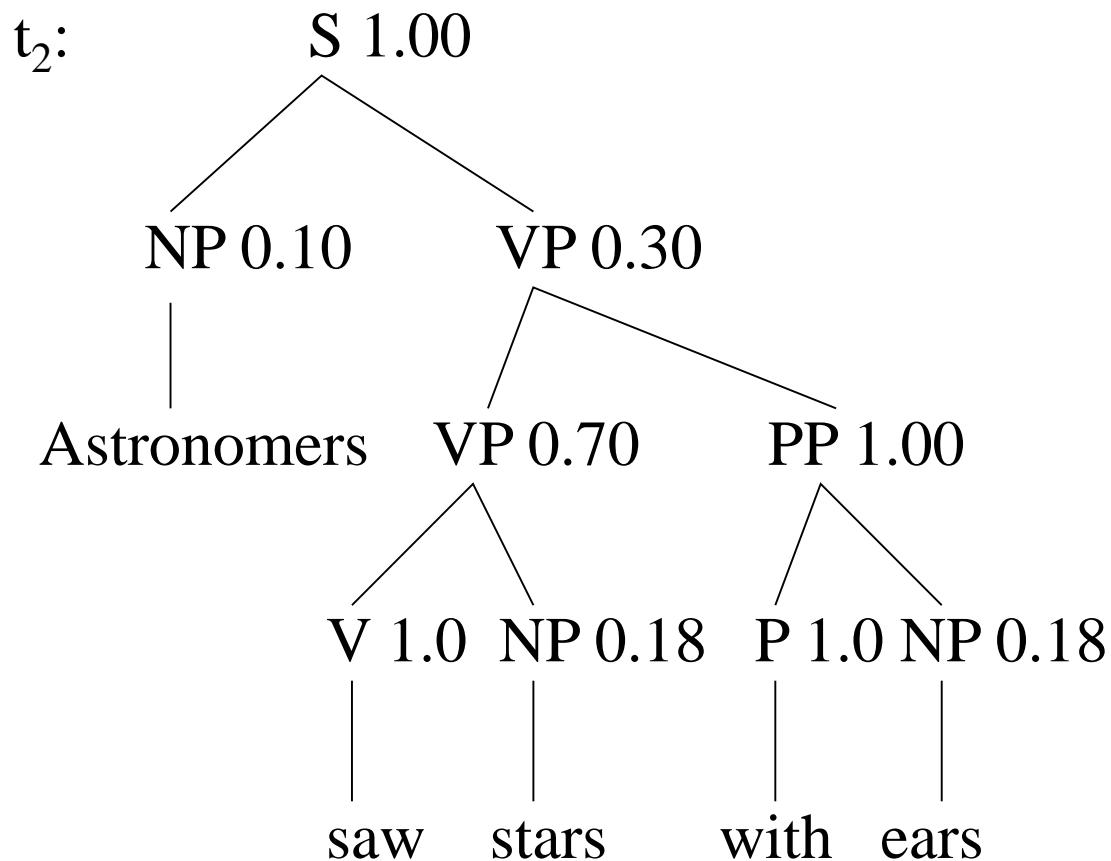 t₂: S 1.00
NP 0.10 VP 0.30
Astronomers VP 0.70 PP 1.00
V 1.0 NP 0.18 P 1.0 NP 0.18
saw stars with ears